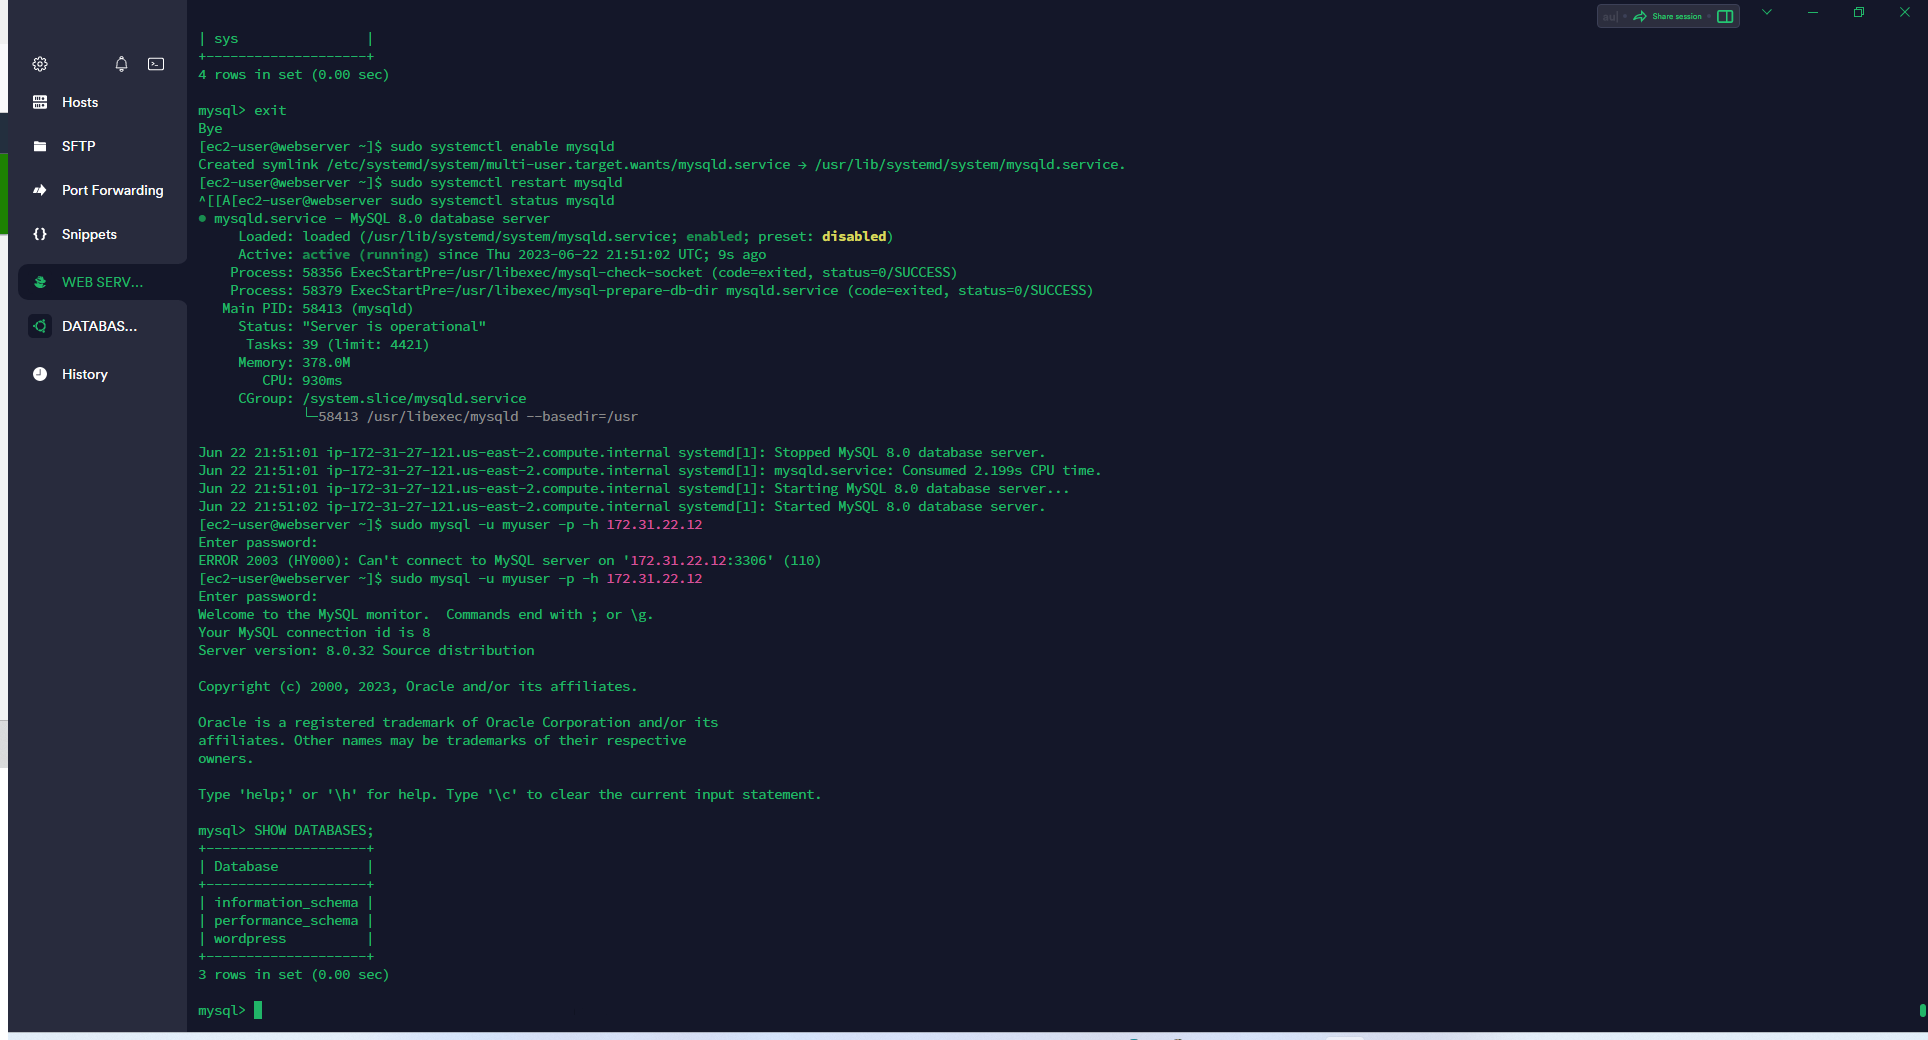 Share session
Hosts
SFTP
Port Forwarding
{} Snippets
WEB SERV...
DATABAS...
History
| sys                |
+--------------------+
4 rows in set (0.00 sec)
mysql> exit
Bye
[ec2-user@webserver ~]$ sudo systemctl enable mysqld
Created symlink /etc/systemd/system/multi-user.target.wants/mysqld.service → /usr/lib/systemd/system/mysqld.service.
[ec2-user@webserver ~]$ sudo systemctl restart mysqld
^[[A[ec2-user@webserver sudo systemctl status mysqld
● mysqld.service - MySQL 8.0 database server
     Loaded: loaded (/usr/lib/systemd/system/mysqld.service; enabled; preset: disabled)
     Active: active (running) since Thu 2023-06-22 21:51:02 UTC; 9s ago
    Process: 58356 ExecStartPre=/usr/libexec/mysql-check-socket (code=exited, status=0/SUCCESS)
    Process: 58379 ExecStartPre=/usr/libexec/mysql-prepare-db-dir mysqld.service (code=exited, status=0/SUCCESS)
   Main PID: 58413 (mysqld)
     Status: "Server is operational"
      Tasks: 39 (limit: 4421)
     Memory: 378.0M
        CPU: 930ms
     CGroup: /system.slice/mysqld.service
             └─58413 /usr/libexec/mysqld --basedir=/usr
Jun 22 21:51:01 ip-172-31-27-121.us-east-2.compute.internal systemd[1]: Stopped MySQL 8.0 database server.
Jun 22 21:51:01 ip-172-31-27-121.us-east-2.compute.internal systemd[1]: mysqld.service: Consumed 2.199s CPU time.
Jun 22 21:51:01 ip-172-31-27-121.us-east-2.compute.internal systemd[1]: Starting MySQL 8.0 database server...
Jun 22 21:51:02 ip-172-31-27-121.us-east-2.compute.internal systemd[1]: Started MySQL 8.0 database server.
[ec2-user@webserver ~]$ sudo mysql -u myuser -p -h 172.31.22.12
Enter password:
ERROR 2003 (HY000): Can't connect to MySQL server on '172.31.22.12:3306' (110)
[ec2-user@webserver ~]$ sudo mysql -u myuser -p -h 172.31.22.12
Enter password:
Welcome to the MySQL monitor.  Commands end with ; or \g.
Your MySQL connection id is 8
Server version: 8.0.32 Source distribution
Copyright (c) 2000, 2023, Oracle and/or its affiliates.
Oracle is a registered trademark of Oracle Corporation and/or its
affiliates. Other names may be trademarks of their respective
owners.
Type 'help;' or '\h' for help. Type '\c' to clear the current input statement.
mysql> SHOW DATABASES;
+--------------------+
| Database           |
+--------------------+
| information_schema |
| performance_schema |
| wordpress          |
+--------------------+
3 rows in set (0.00 sec)
mysql>